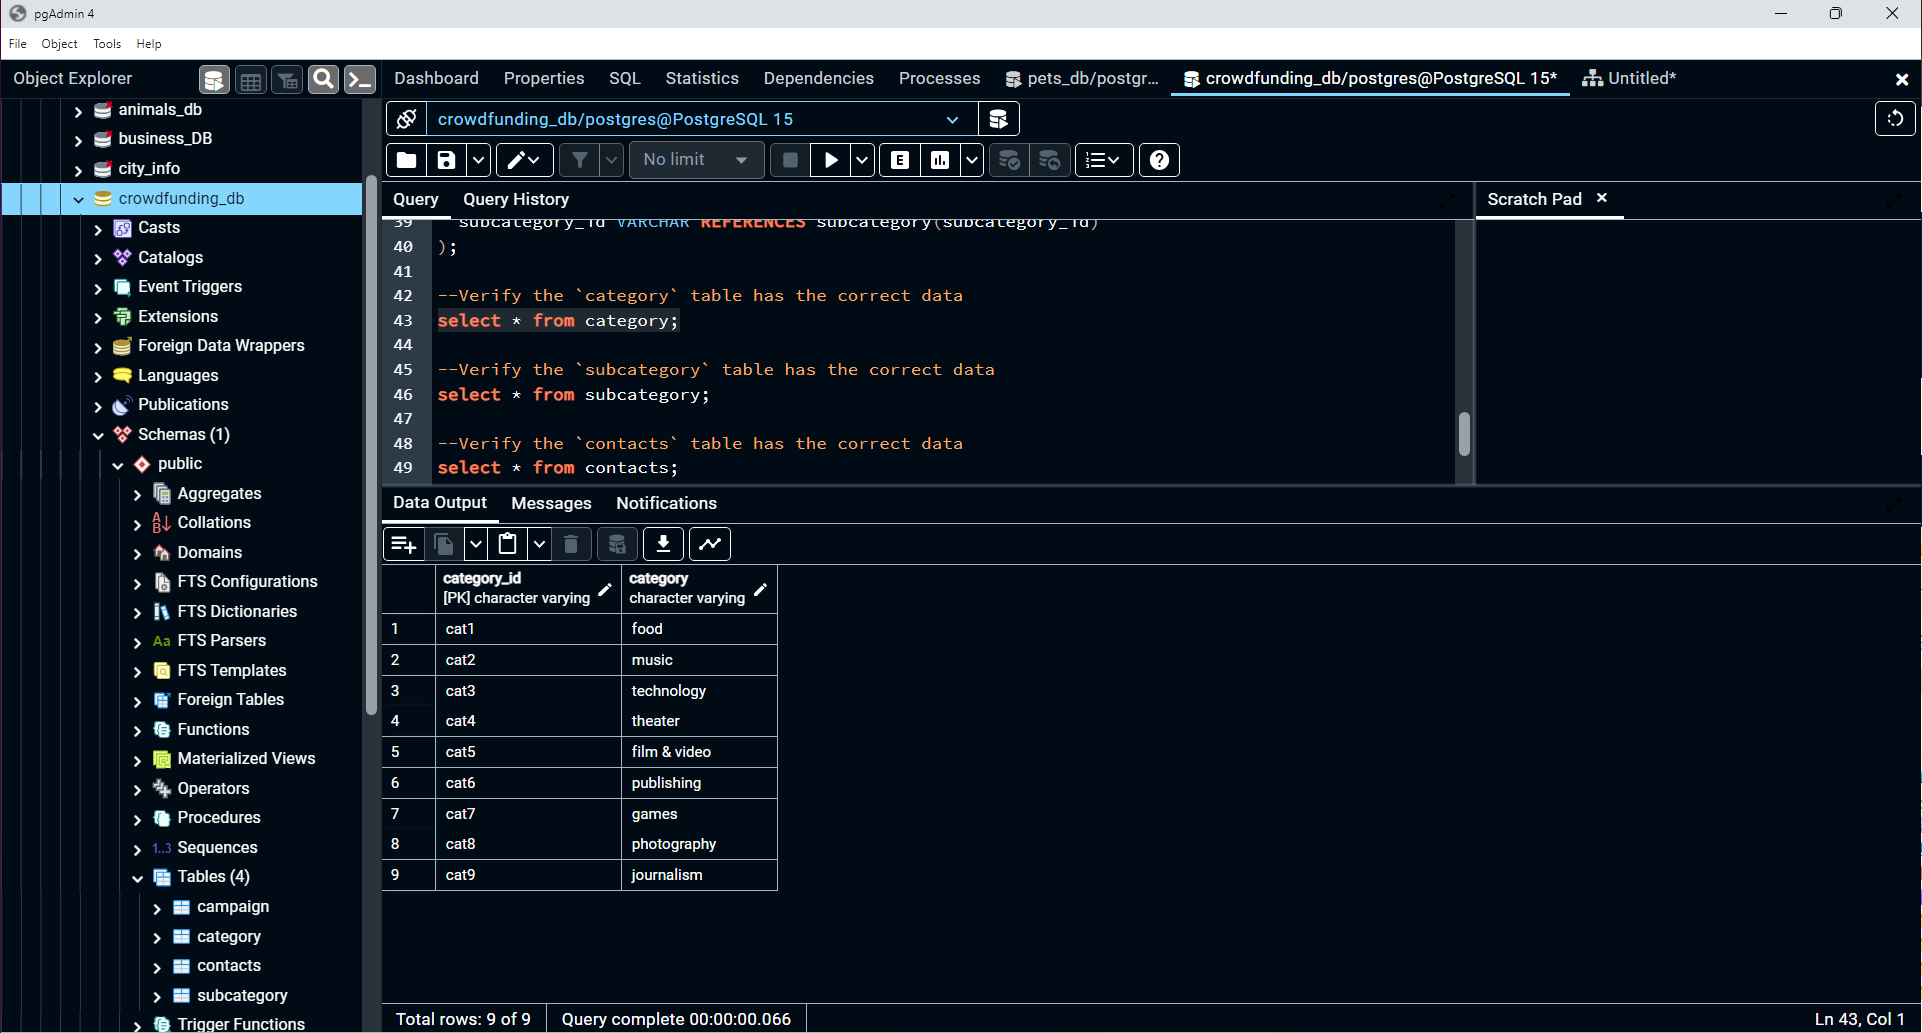 pgAdmin 4
File Object Tools Help
Object Explorer
Dashboard Properties SQL Statistics Dependencies Processes pets_db/postgr... crowdfunding_db/postgres@PostgreSQL 15* Untitled*
animals_db
business_DB
city_info
crowdfunding_db
Casts
Catalogs
Event Triggers
Extensions
Foreign Data Wrappers
Languages
Publications
Schemas (1)
public
Aggregates
Collations
Domains
FTS Configurations
FTS Dictionaries
Aa FTS Parsers
FTS Templates
Foreign Tables
Functions
Materialized Views
Operators
Procedures
1..3 Sequences
Tables (4)
campaign
category
contacts
subcategory
Trigger Functions
crowdfunding_db/postgres@PostgreSQL 15
No limit
E
Query Query History
Scratch Pad
39 subcategory_id VARCHAR REFERENCES subcategory(subcategory_id)
40 );
41
42 --Verify the `category` table has the correct data
43 select * from category;
44
45 --Verify the `subcategory` table has the correct data
46 select * from subcategory;
47
48 --Verify the `contacts` table has the correct data
49 select * from contacts;
Data Output Messages Notifications
category_id category
[PK] character varying character varying
1 cat1 food
2 cat2 music
3 cat3 technology
4 cat4 theater
5 cat5 film & video
6 cat6 publishing
7 cat7 games
8 cat8 photography
9 cat9 journalism
Total rows: 9 of 9 Query complete 00:00:00.066 Ln 43, Col 1